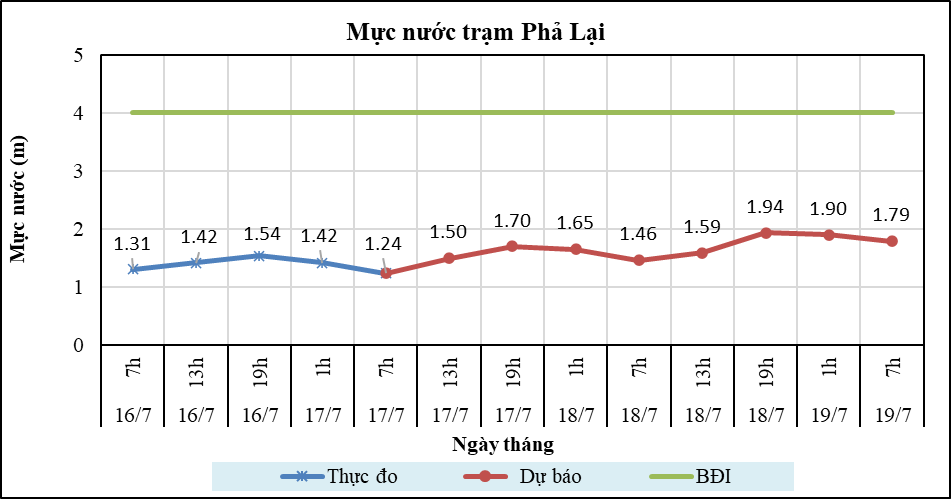 Mực nước trạm Phả Lại
Mực nước (m)
5
4
3
2
1
0
1.31 1.42 1.54 1.42 1.24 1.50 1.70 1.65 1.46 1.59 1.94 1.90 1.79
7h 13h 19h 1h 7h 13h 19h 1h 7h 13h 19h 1h 7h
16/7 16/7 16/7 17/7 17/7 17/7 17/7 18/7 18/7 18/7 18/7 19/7 19/7
Ngày tháng
Thực đo Dự báo BĐI